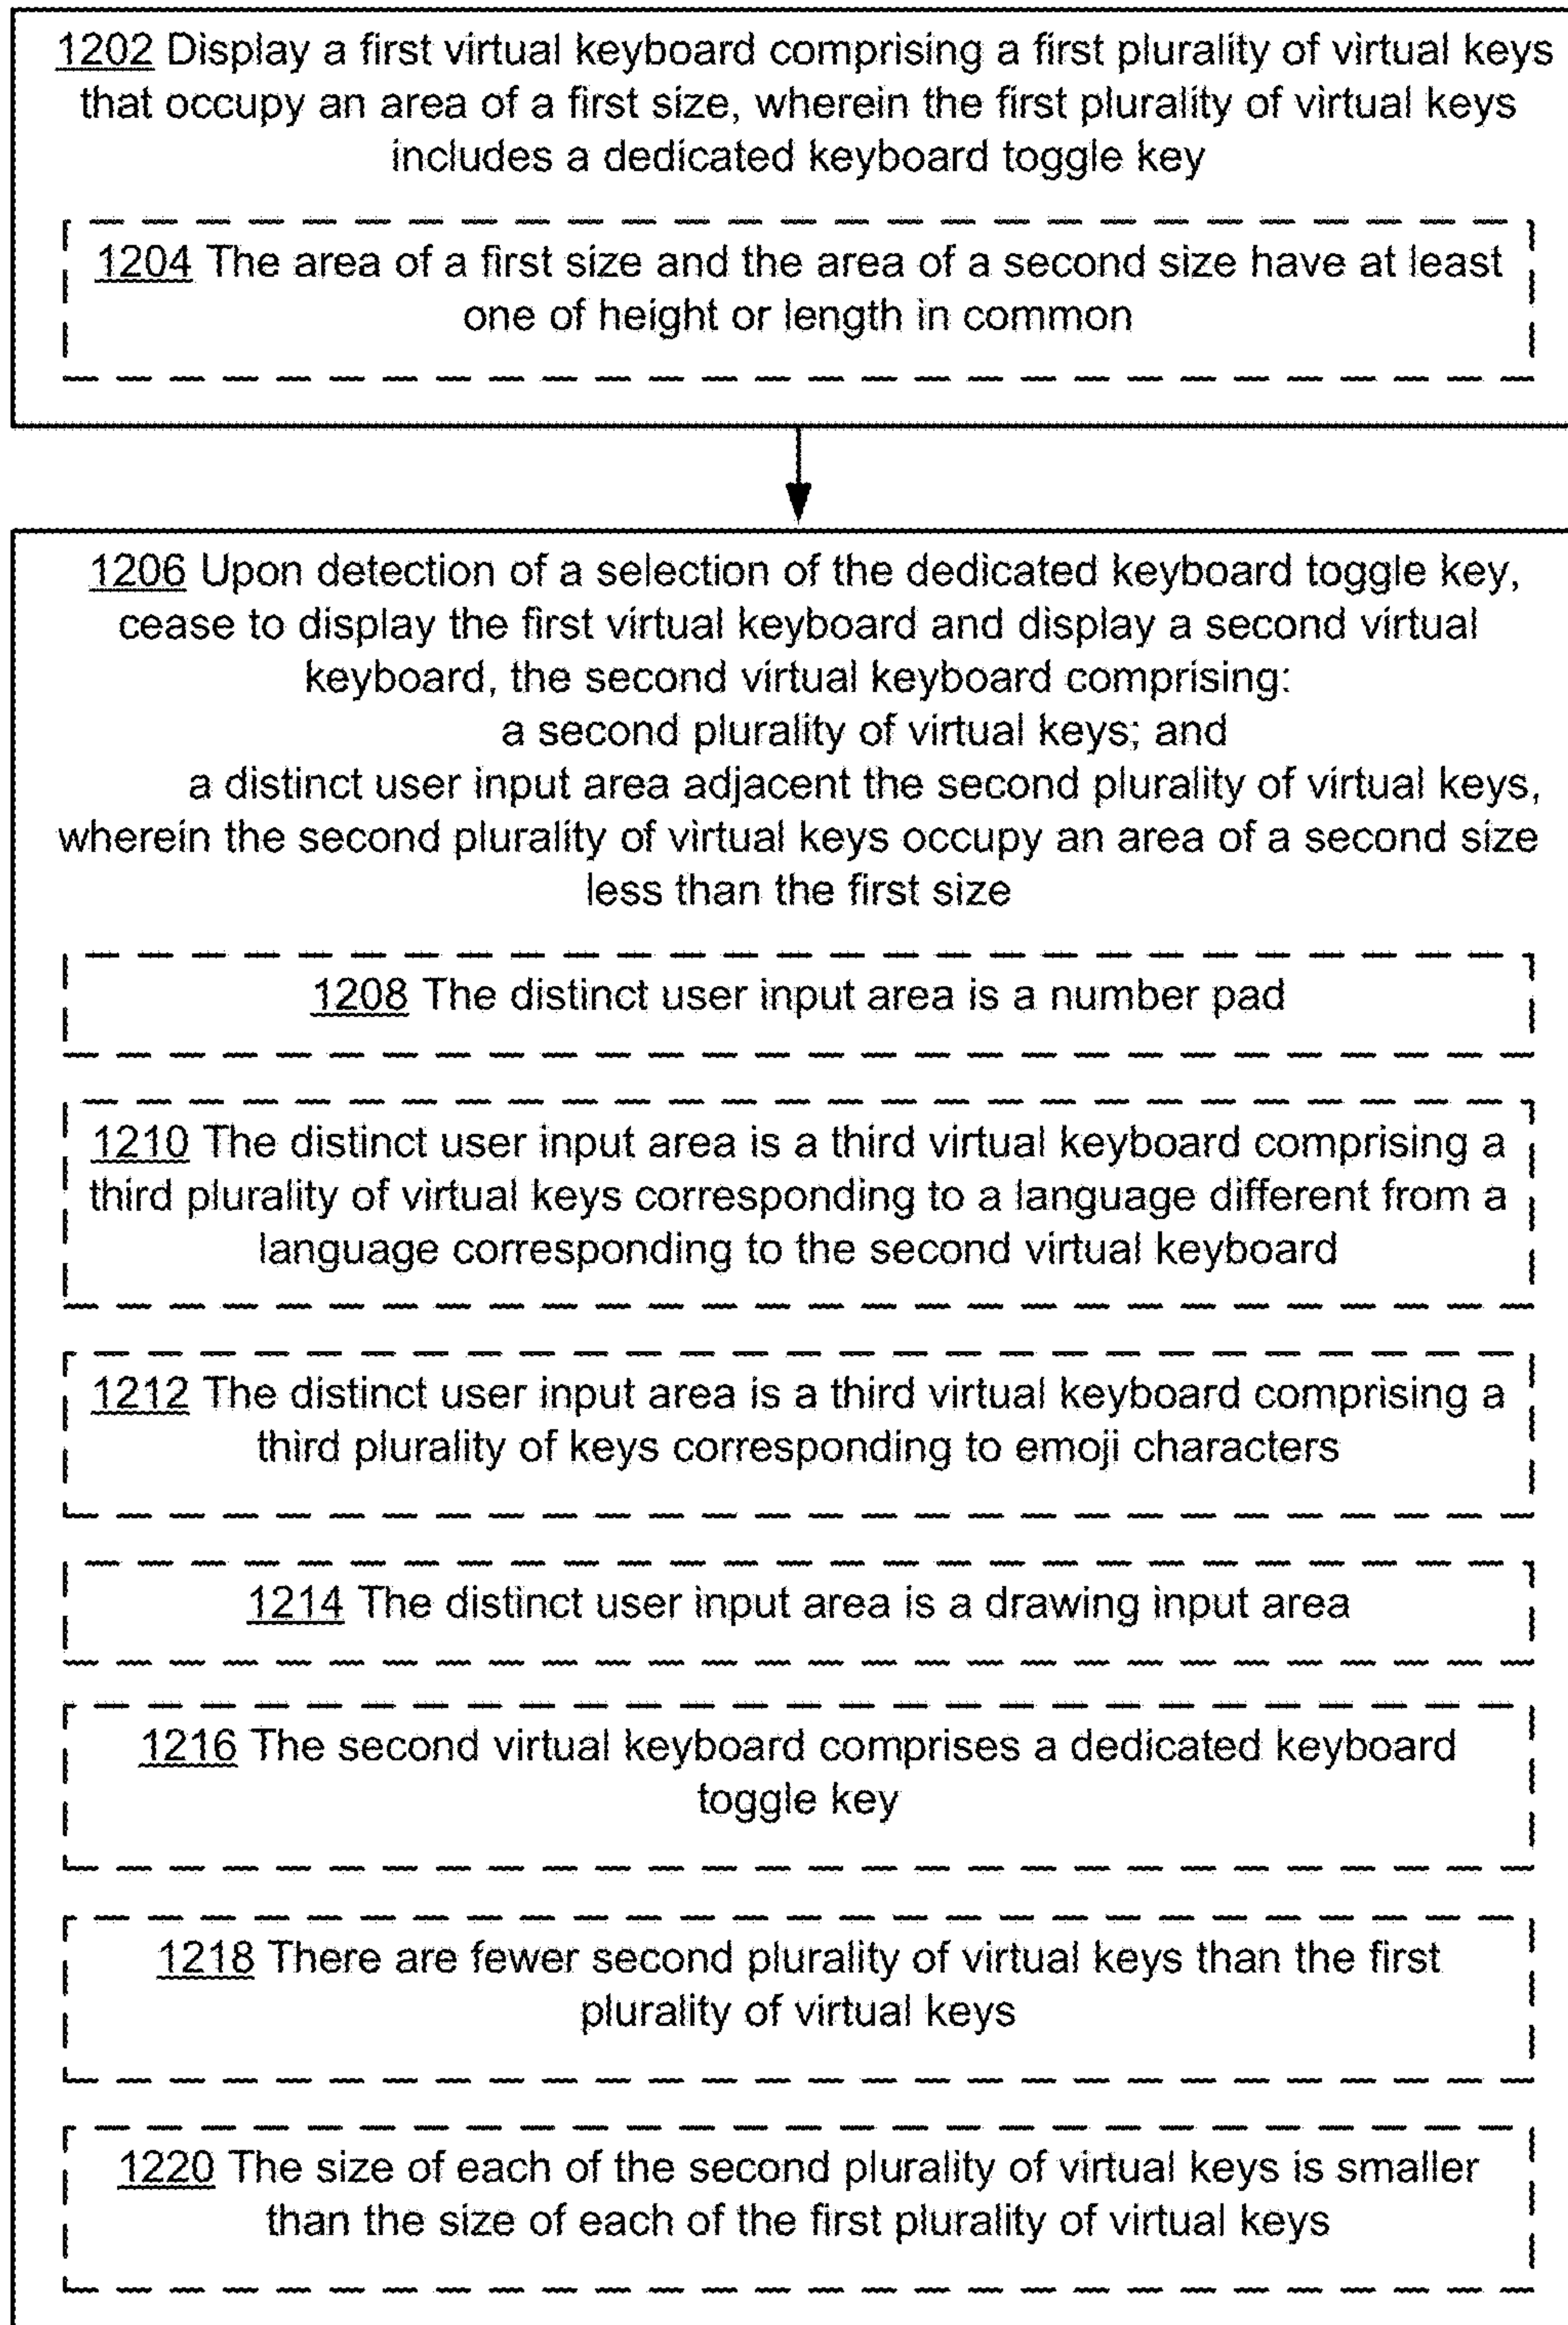 1202 Display a first virtual keyboard comprising a first plurality of virtual keys
that occupy an area of a first size, wherein the first plurality of virtual keys
includes a dedicated keyboard toggle key
1204 The area of a first size and the area of a second size have at least
one of height or length in common
1206 Upon detection of a selection of the dedicated keyboard toggle key,
cease to display the first virtual keyboard and display a second virtual
keyboard, the second virtual keyboard comprising:
a second plurality of virtual keys; and
a distinct user input area adjacent the second plurality of virtual keys,
wherein the second plurality of virtual keys occupy an area of a second size
less than the first size
1208 The distinct user input area is a number pad
1210 The distinct user input area is a third virtual keyboard comprising a
third plurality of virtual keys corresponding to a language different from a
language corresponding to the second virtual keyboard
1212 The distinct user input area is a third virtual keyboard comprising a
third plurality of keys corresponding to emoji characters
1214 The distinct user input area is a drawing input area
1216 The second virtual keyboard comprises a dedicated keyboard
toggle key
1218 There are fewer second plurality of virtual keys than the first
plurality of virtual keys
1220 The size of each of the second plurality of virtual keys is smaller
than the size of each of the first plurality of virtual keys